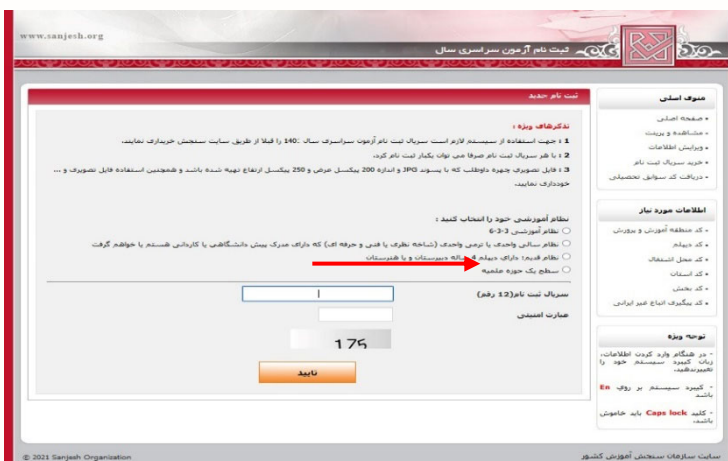 www.sanjesh.org
ثبت نام آزمون سراسری سال
منوی اصلی
• صفحه اصلی
• مشاهده و پرینت
• ویرایش اطلاعات
• خرید سریال ثبت نام
• دریافت کد سوابق تحصیلی
اطلاعات مورد نیاز
• کد منطقه آموزش و پرورش
• کد دیپلم
• کد محل اشتغال
• کد استان
• کد بخش
• کد پیگیری اتباع غیر ایرانی
توجه ویژه
- در هنگام وارد کردن اطلاعات،
زبان کیبرد سیستم خود را
تغییرندهید.
- کیبرد سیستم بر روی En
باشد
- کلید Caps lock باید خاموش
باشد.
ثبت نام جدید
تذکرهای ویژه :
1 : جهت استفاده از سیستم لازم است سریال ثبت نام آزمون سراسری سال :140 را قبلا از طریق سایت سنجش خریداری نمایند.
2 : با هر سریال ثبت نام صرفا می توان یکبار ثبت نام کرد.
3 : فایل تصویری چهره داوطلب که با پسوند JPG و اندازه 200 پیکسل عرض و 250 پیکسل ارتفاع تهیه شده باشد و همچنین استفاده فایل تصویری و ...
خودداری نمایید.
نظام آموزشی خود را انتخاب کنید :
نظام آموزشی 3-3-6
نظام سالی واحدی یا ترمی واحدی (شاخه نظری یا فنی و حرفه ای) که دارای مدرک پیش دانشگاهی یا کاردانی هستم یا خواهم گرفت
نظام قدیم: دارای دیپلم 4 ساله دبیرستان و یا هنرستان
سطح یک حوزه علمیه
سریال ثبت نام(12 رقم)
عبارت امنیتی
175
تایید
سایت سازمان سنجش آموزش کشور
© 2021 Sanjesh Organization